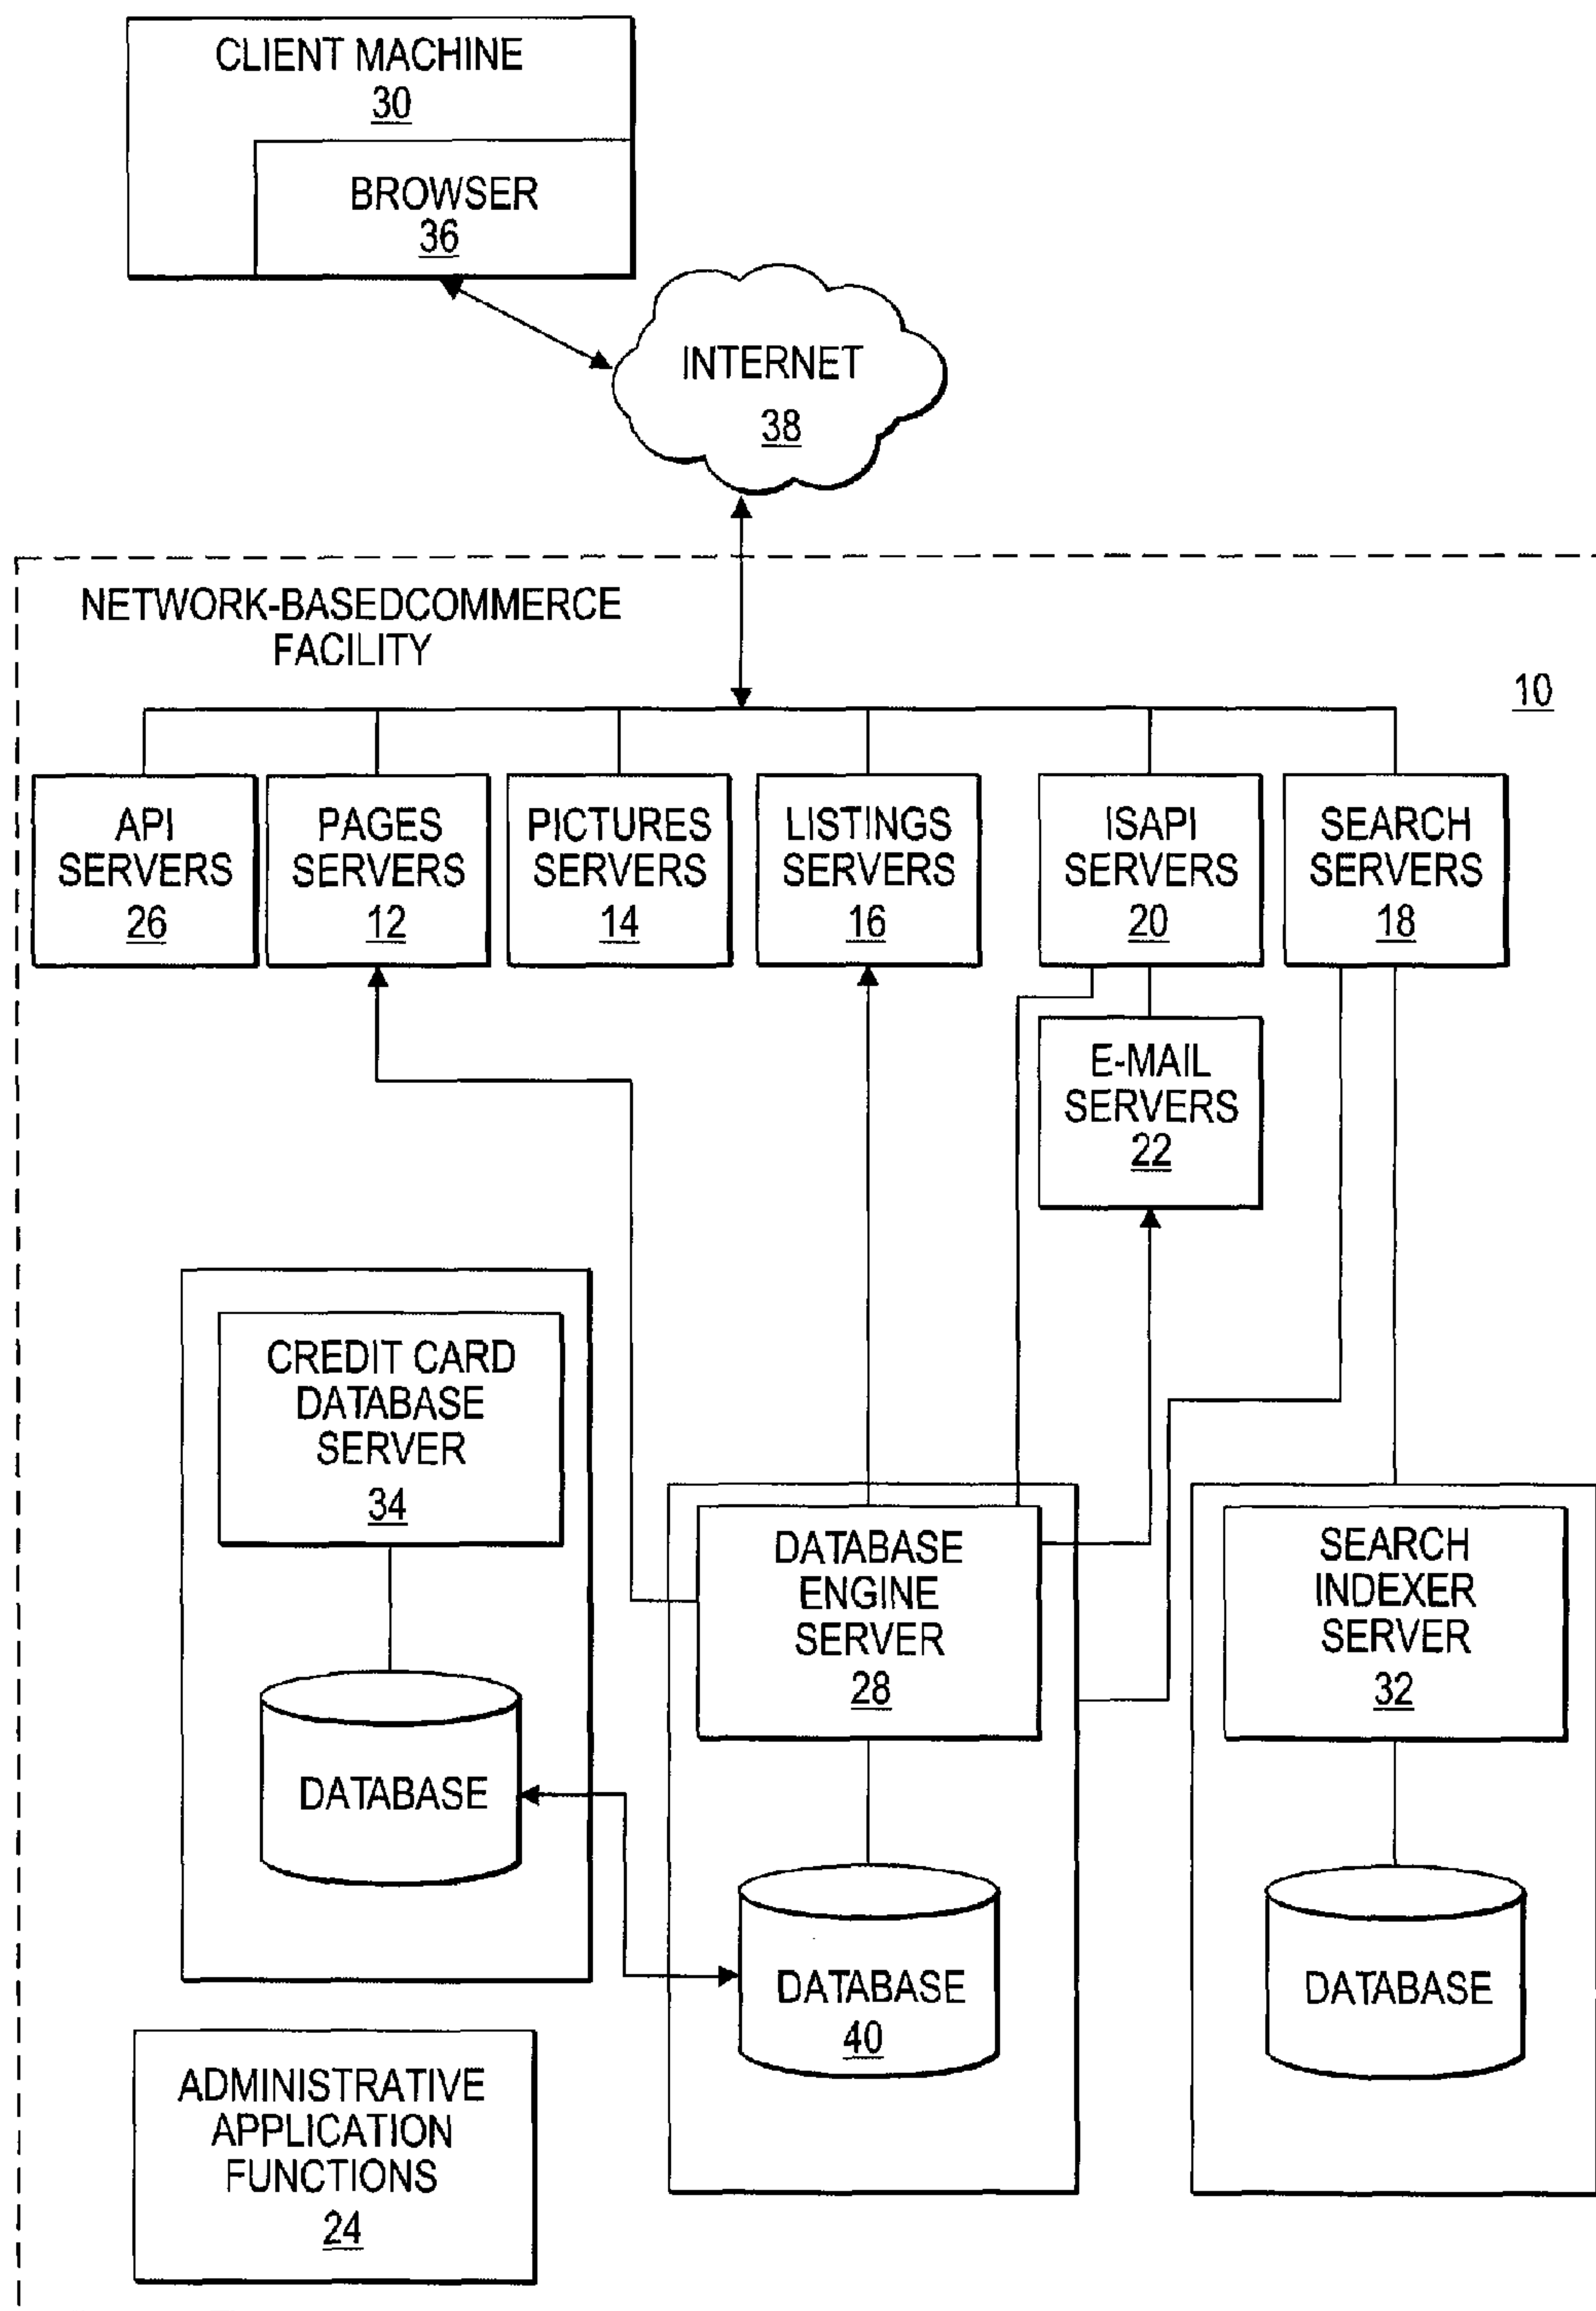 CLIENT MACHINE
30
BROWSER
36
INTERNET
38
NETWORK-BASEDCOMMERCE
FACILITY
10
API
SERVERS
26
PAGES
SERVERS
12
PICTURES
SERVERS
14
LISTINGS
SERVERS
16
ISAPI
SERVERS
20
SEARCH
SERVERS
18
E-MAIL
SERVERS
22
CREDIT CARD
DATABASE
SERVER
34
DATABASE
DATABASE
ENGINE
SERVER
28
DATABASE
40
SEARCH
INDEXER
SERVER
32
DATABASE
ADMINISTRATIVE
APPLICATION
FUNCTIONS
24